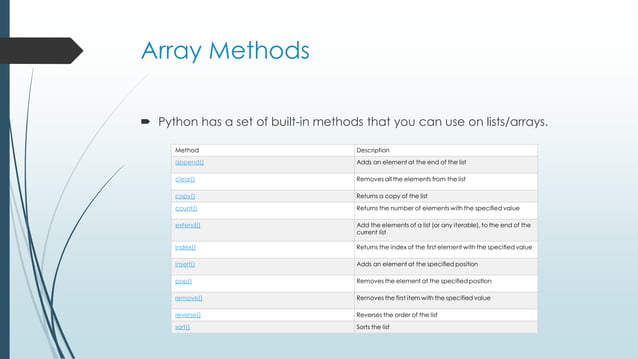 Array Methods
Python has a set of built-in methods that you can use on lists/arrays.
Method Description
append() Adds an element at the end of the list
clear() Removes all the elements from the list
copy() Returns a copy of the list
count() Returns the number of elements with the specified value
extend() Add the elements of a list (or any iterable), to the end of the
current list
index() Returns the index of the first element with the specified value
insert() Adds an element at the specified position
pop() Removes the element at the specified position
remove() Removes the first item with the specified value
reverse() Reverses the order of the list
sort() Sorts the list